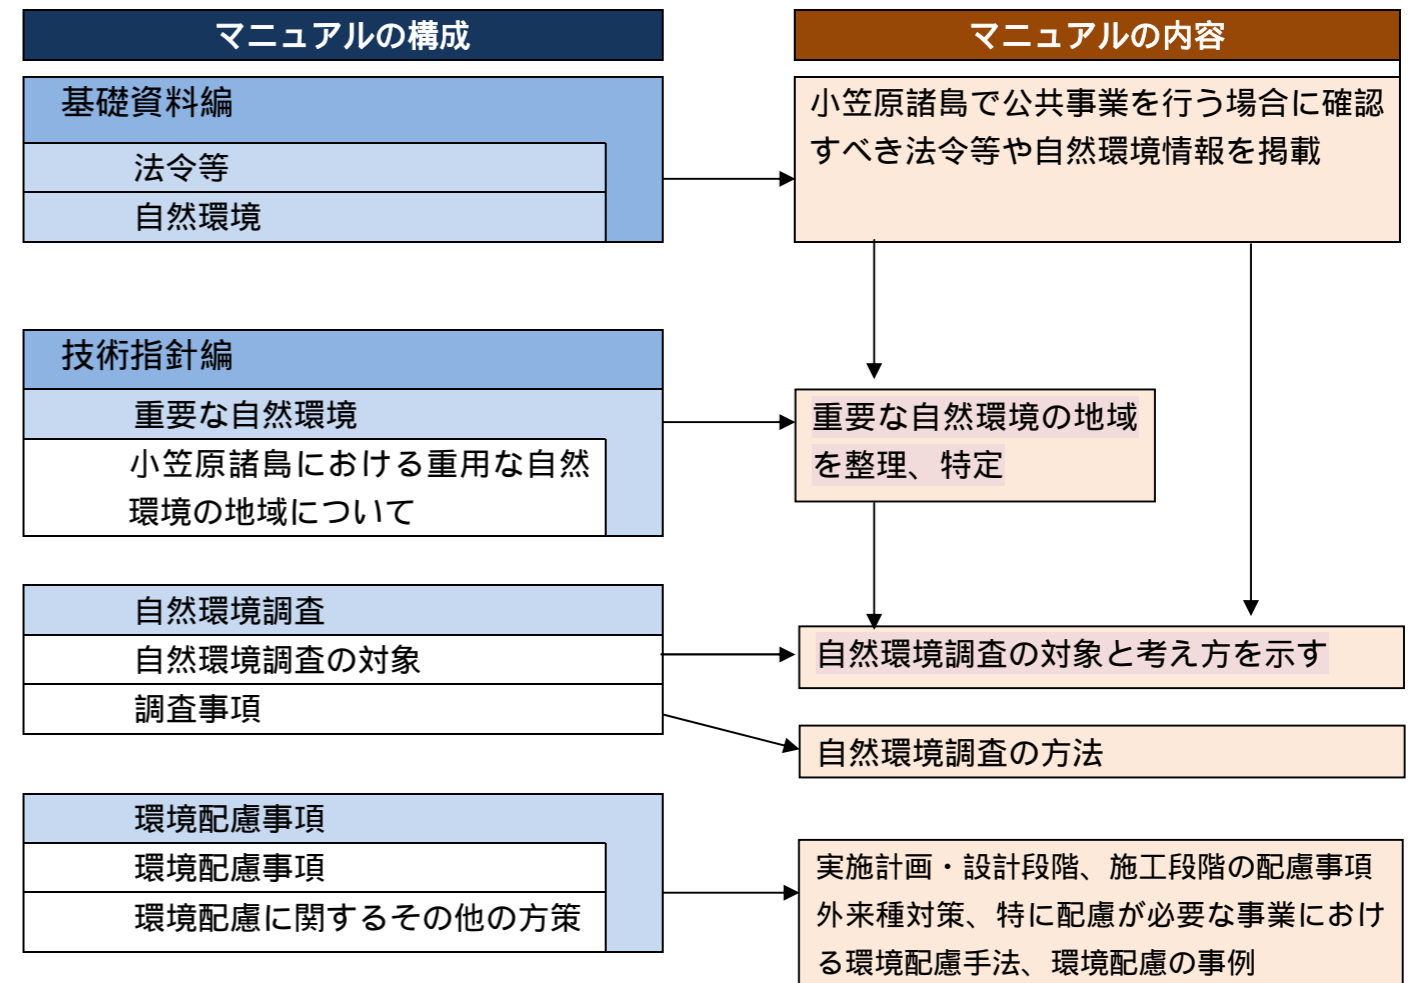 マニュアルの構成
マニュアルの内容
基礎資料編
法令等
自然環境
小笠原諸島で公共事業を行う場合に確認
すべき法令等や自然環境情報を掲載
技術指針編
重要な自然環境
小笠原諸島における重用な自然
環境の地域について
重要な自然環境の地域
を整理、特定
自然環境調査
自然環境調査の対象
調査事項
自然環境調査の対象と考え方を示す
自然環境調査の方法
環境配慮事項
環境配慮事項
環境配慮に関するその他の方策
実施計画・設計段階、施工段階の配慮事項
外来種対策、特に配慮が必要な事業におけ
る環境配慮手法、環境配慮の事例